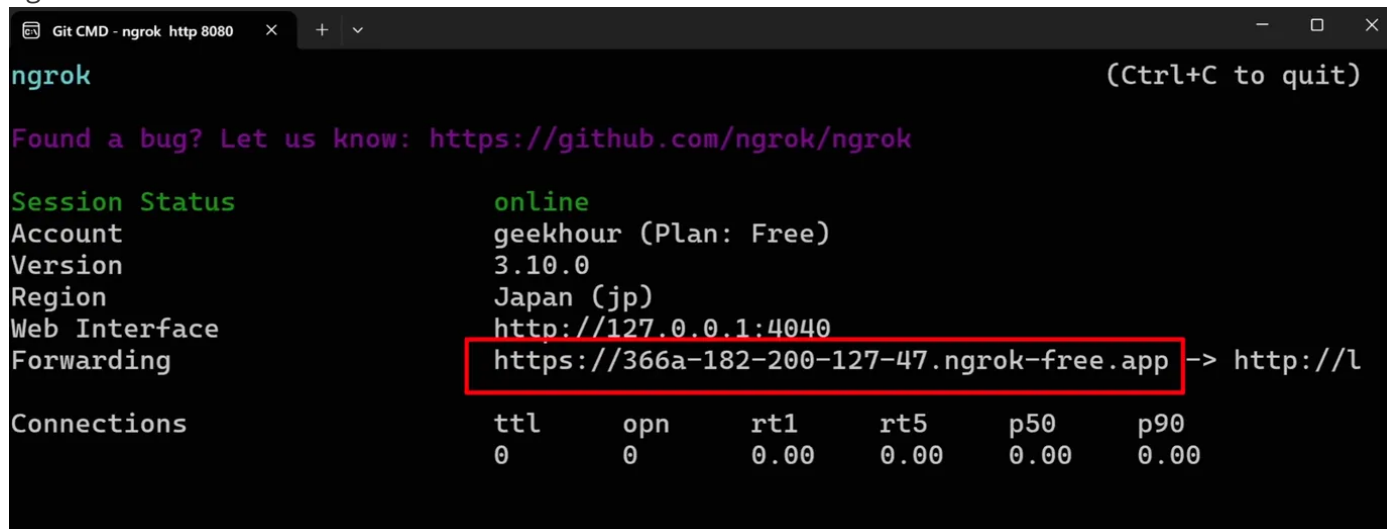 Git CMD - ngrok http 8080
ngrok (Ctrl+C to quit)
Found a bug? Let us know: https://github.com/ngrok/ngrok
Session Status online
Account geekhour (Plan: Free)
Version 3.10.0
Region Japan (jp)
Web Interface http://127.0.0.1:4040
Forwarding https://366a-182-200-127-47.ngrok-free.app -> http://l
Connections ttl opn rt1 rt5 p50 p90
0 0 0.00 0.00 0.00 0.00